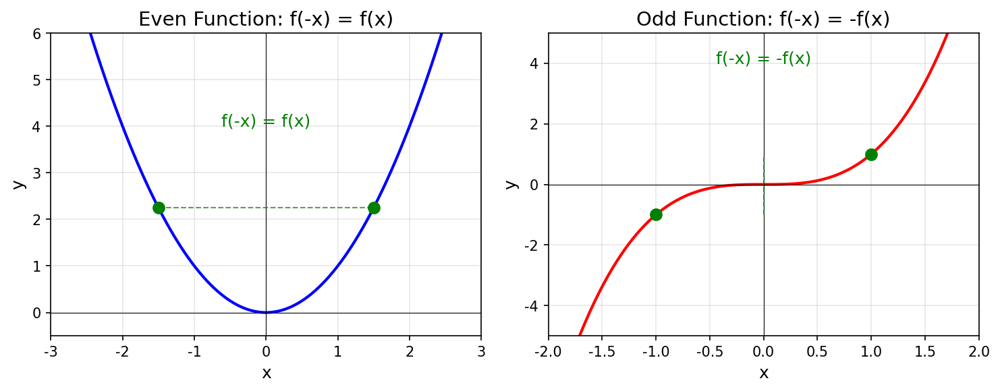 Even Function: f(-x) = f(x)
6
5
4
3
2
1
0
y
f(-x) = f(x)
-3 -2 -1 0 1 2 3
x
Odd Function: f(-x) = -f(x)
4
2
0
-2
-4
y
f(-x) = -f(x)
-2.0 -1.5 -1.0 -0.5 0.0 0.5 1.0 1.5 2.0
x